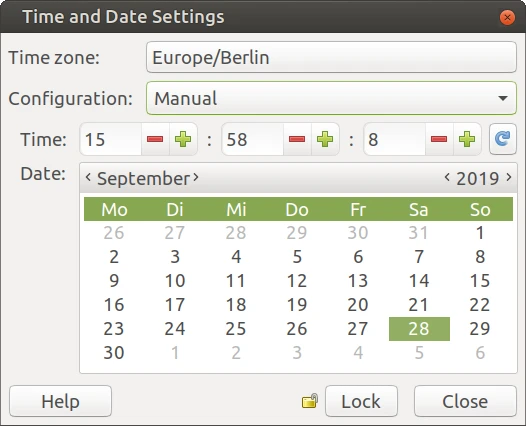 Time and Date Settings
Time zone: Europe/Berlin
Configuration: Manual
Time: 15 : 58 : 8
Date: September 2019
Mo Di Mi Do Fr Sa So
26 27 28 29 30 31 1
2 3 4 5 6 7 8
9 10 11 12 13 14 15
16 17 18 19 20 21 22
23 24 25 26 27 28 29
30 1 2 3 4 5 6
Help Lock Close